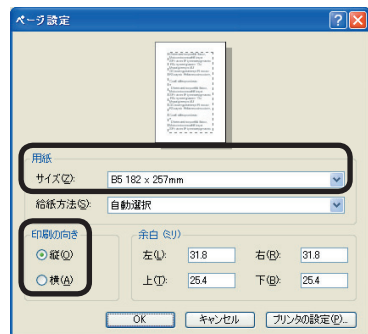 ページ設定
用紙
サイズ(Z): B5 182 x 257mm
給紙方法(S): 自動選択
印刷の向き
縦(O)
横(A)
余白 (ミリ)
左(L): 31.8 右(R): 31.8
上(T): 25.4 下(B): 25.4
OK キャンセル プリンタの設定(P)...